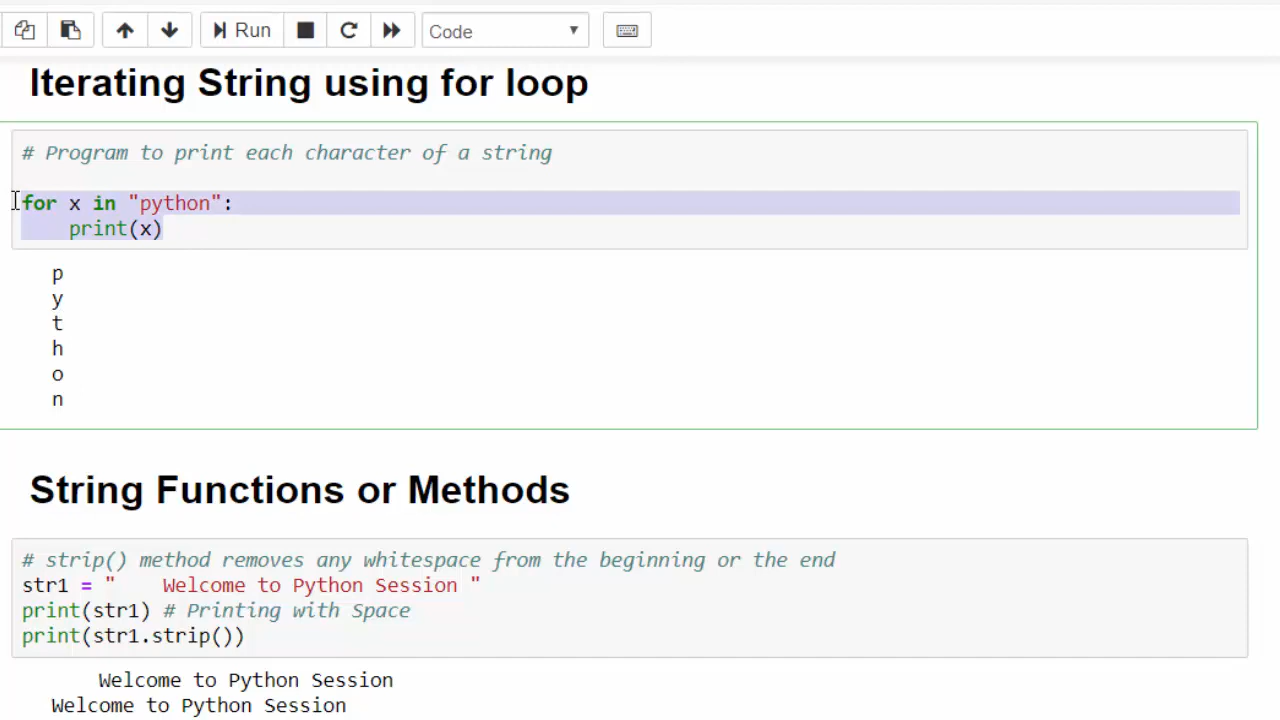 Run
Code
Iterating String using for loop
# Program to print each character of a string
for x in "python":
    print(x)
p
y
t
h
o
n
String Functions or Methods
# strip() method removes any whitespace from the beginning or the end
str1 = "    Welcome to Python Session "
print(str1) # Printing with Space
print(str1.strip())
    Welcome to Python Session
Welcome to Python Session